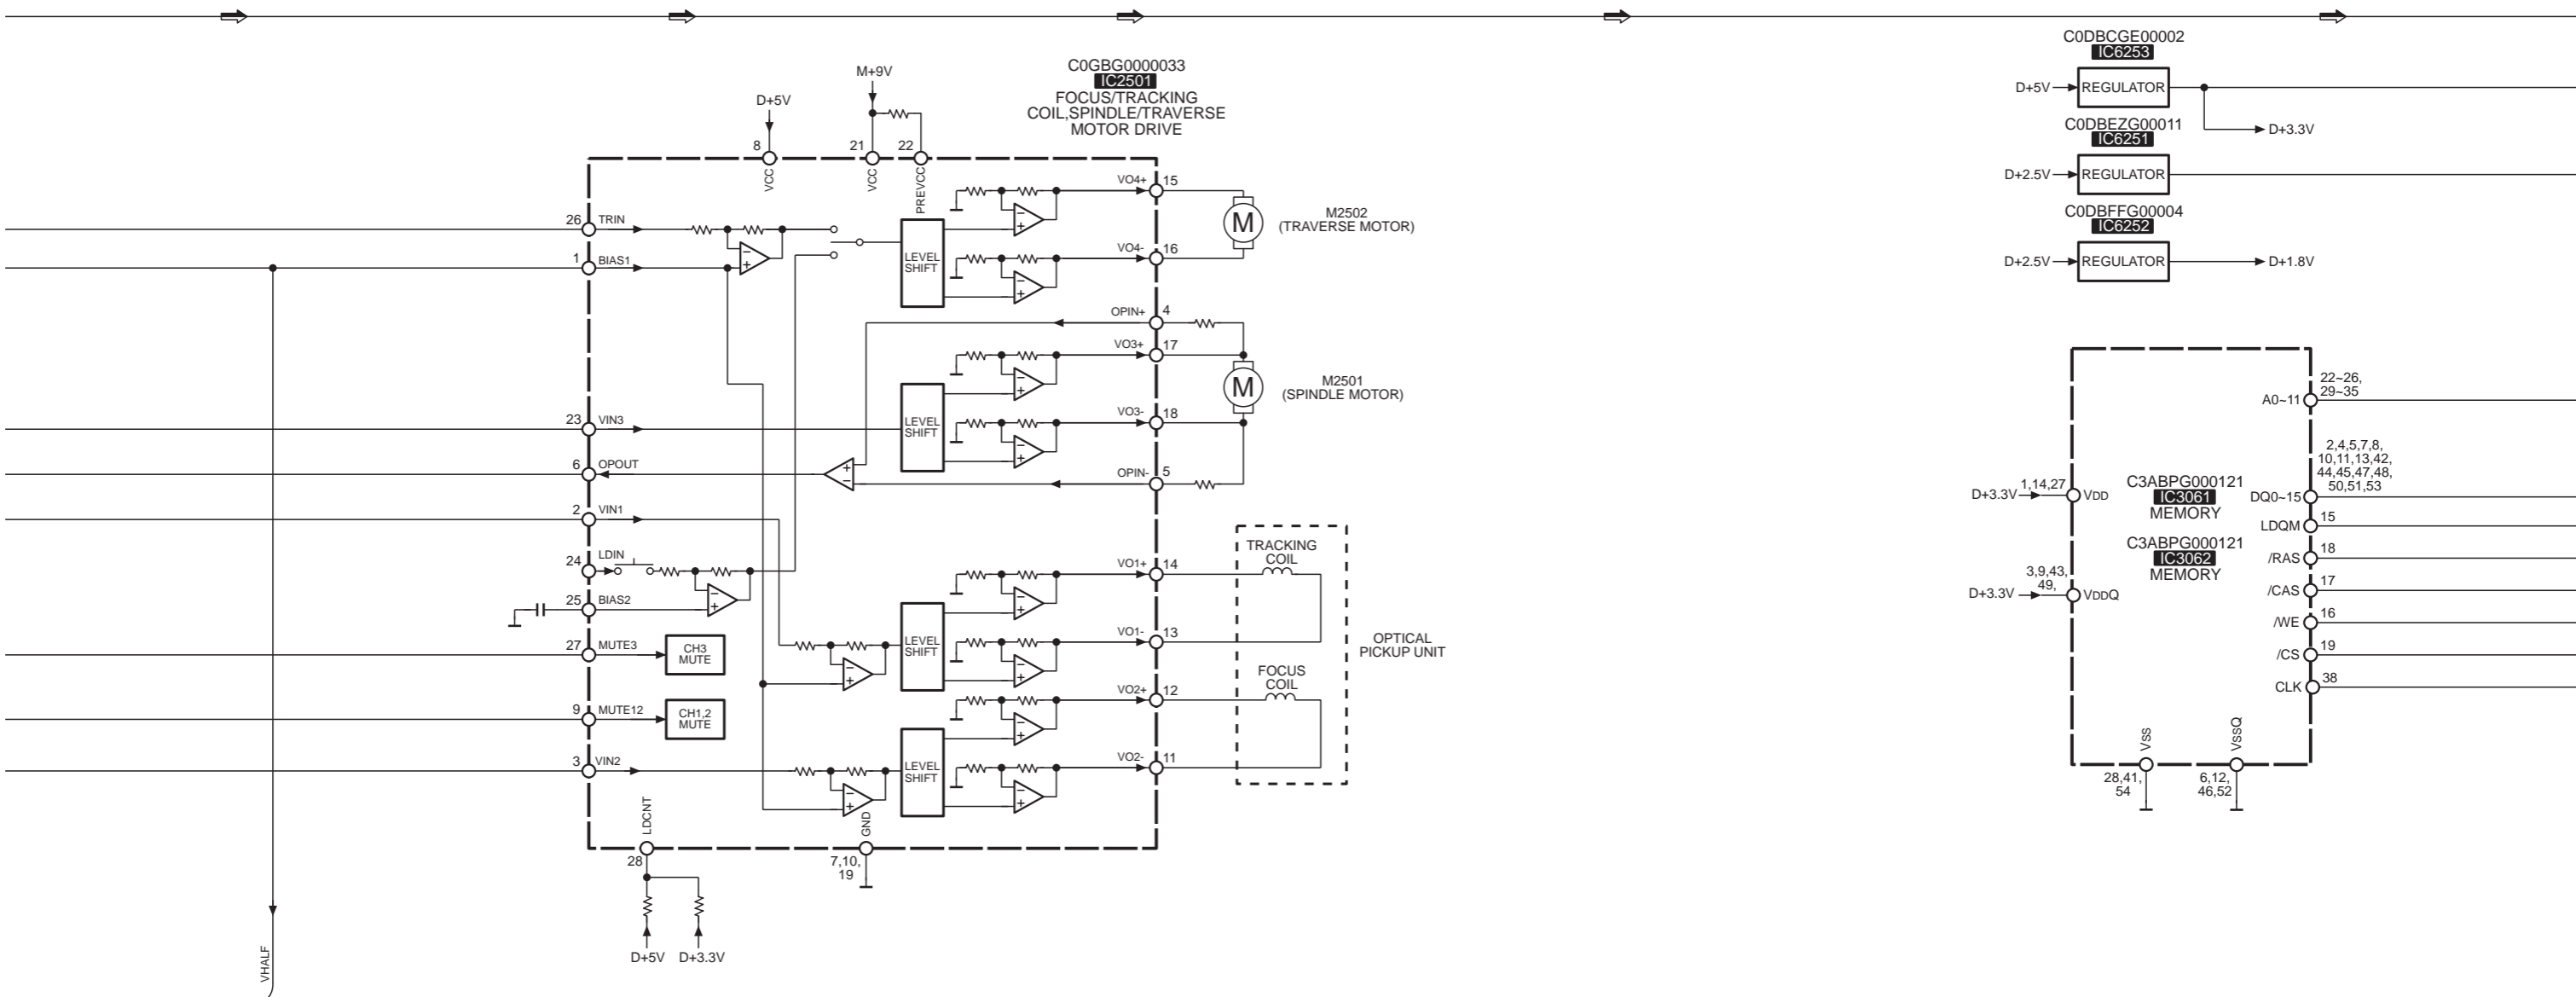 C0GBG0000033
IC2501
FOCUS/TRACKING
COIL,SPINDLE/TRAVERSE
MOTOR DRIVE
M+9V
D+5V
8
21
22
VCC
VCC
PREVCC
26
TRIN
1
BIAS1
23
VIN3
6
OPOUT
2
VIN1
24
LDIN
25
BIAS2
27
MUTE3
CH3
MUTE
9
MUTE12
CH1,2
MUTE
3
VIN2
LEVEL
SHIFT
LEVEL
SHIFT
LEVEL
SHIFT
LEVEL
SHIFT
VO4+
15
VO4-
16
OPIN+
4
VO3+
17
VO3-
18
OPIN-
5
VO1+
14
VO1-
13
VO2+
12
VO2-
11
M
M2502
(TRAVERSE MOTOR)
M
M2501
(SPINDLE MOTOR)
TRACKING
COIL
FOCUS
COIL
OPTICAL
PICKUP UNIT
LDCNT
28
GND
7,10,
19
D+5V
D+3.3V
VHALF
C0DBCGE00002
IC6253
D+5V
REGULATOR
D+3.3V
C0DBEZG00011
IC6251
D+2.5V
REGULATOR
C0DBFFG00004
IC6252
D+2.5V
REGULATOR
D+1.8V
C3ABPG000121
IC3061
MEMORY
C3ABPG000121
IC3062
MEMORY
D+3.3V
1,14,27
VDD
D+3.3V
3,9,43,
49,
VDDQ
A0~11
22~26,
29~35
DQ0~15
2,4,5,7,8,
10,11,13,42,
44,45,47,48,
50,51,53
LDQM
15
/RAS
18
/CAS
17
/WE
16
/CS
19
CLK
38
VSS
28,41,
54
VSSQ
6,12,
46,52